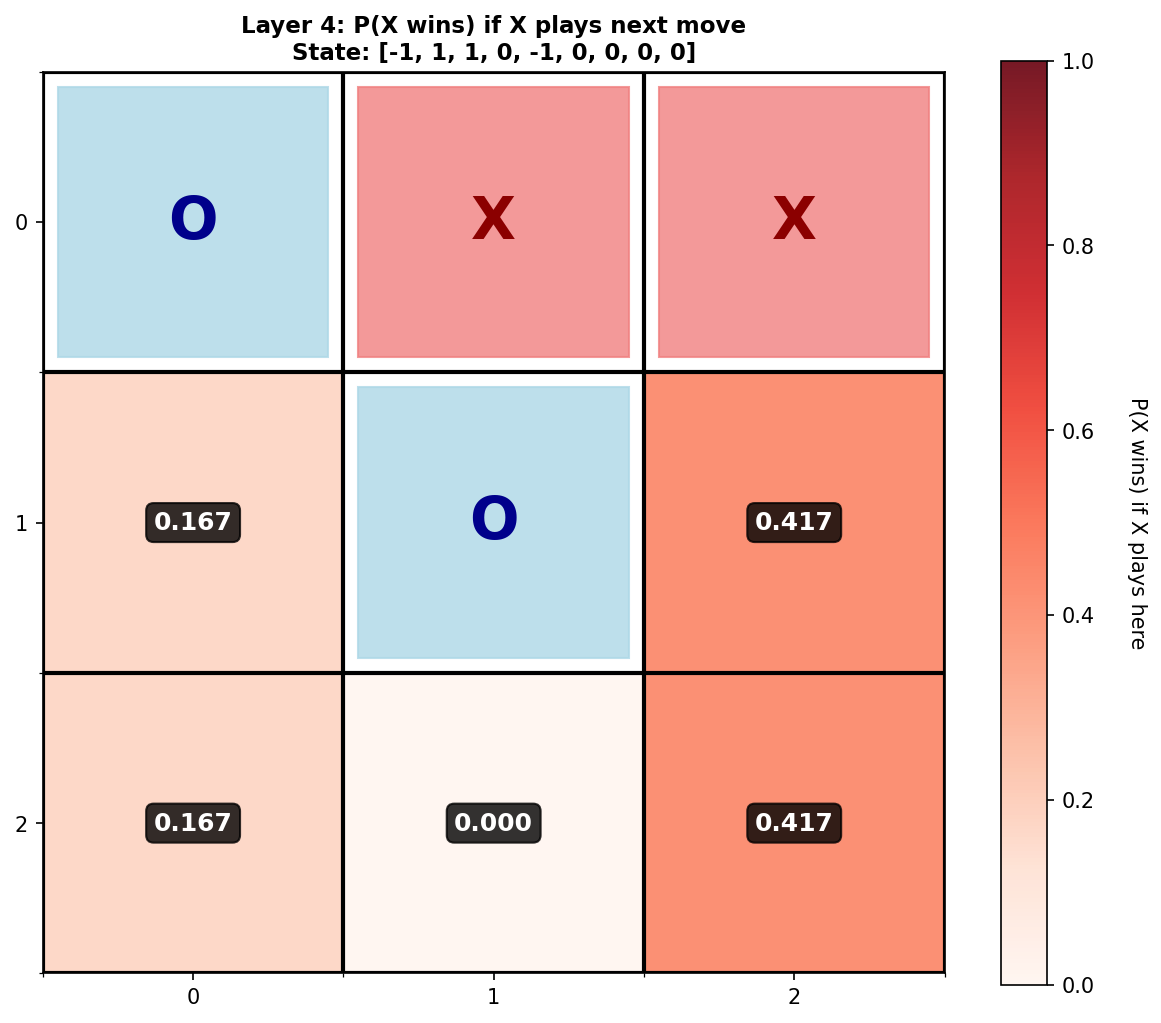 Layer 4: P(X wins) if X plays next move
State: [-1, 1, 1, 0, -1, 0, 0, 0, 0]
0
O
X
X
1
0.167
O
0.417
2
0.167
0.000
0.417
0
1
2
1.0
0.8
0.6
0.4
0.2
0.0
P(X wins) if X plays here